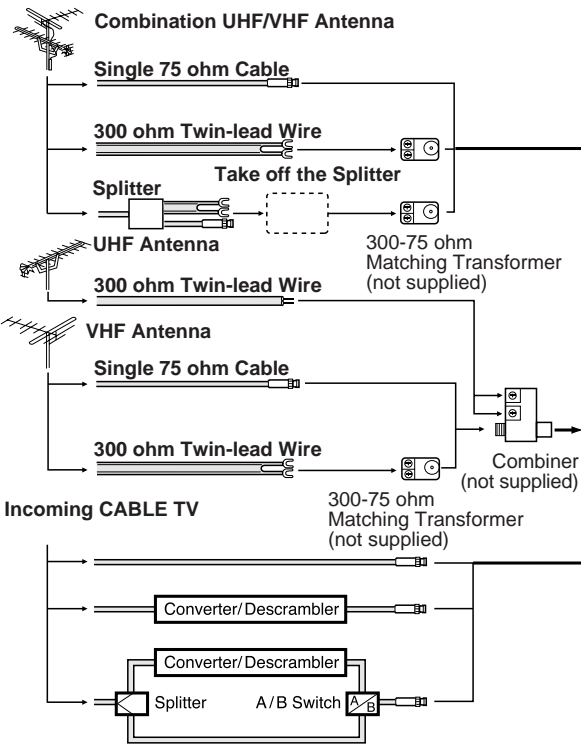 Combination UHF/VHF Antenna
Single 75 ohm Cable
300 ohm Twin-lead Wire
Take off the Splitter
Splitter
UHF Antenna
300-75 ohm
Matching Transformer
(not supplied)
300 ohm Twin-lead Wire
VHF Antenna
Single 75 ohm Cable
300 ohm Twin-lead Wire
Combiner
(not supplied)
Incoming CABLE TV
300-75 ohm
Matching Transformer
(not supplied)
Converter/Descrambler
Converter/Descrambler
Splitter
A/B Switch
A
B